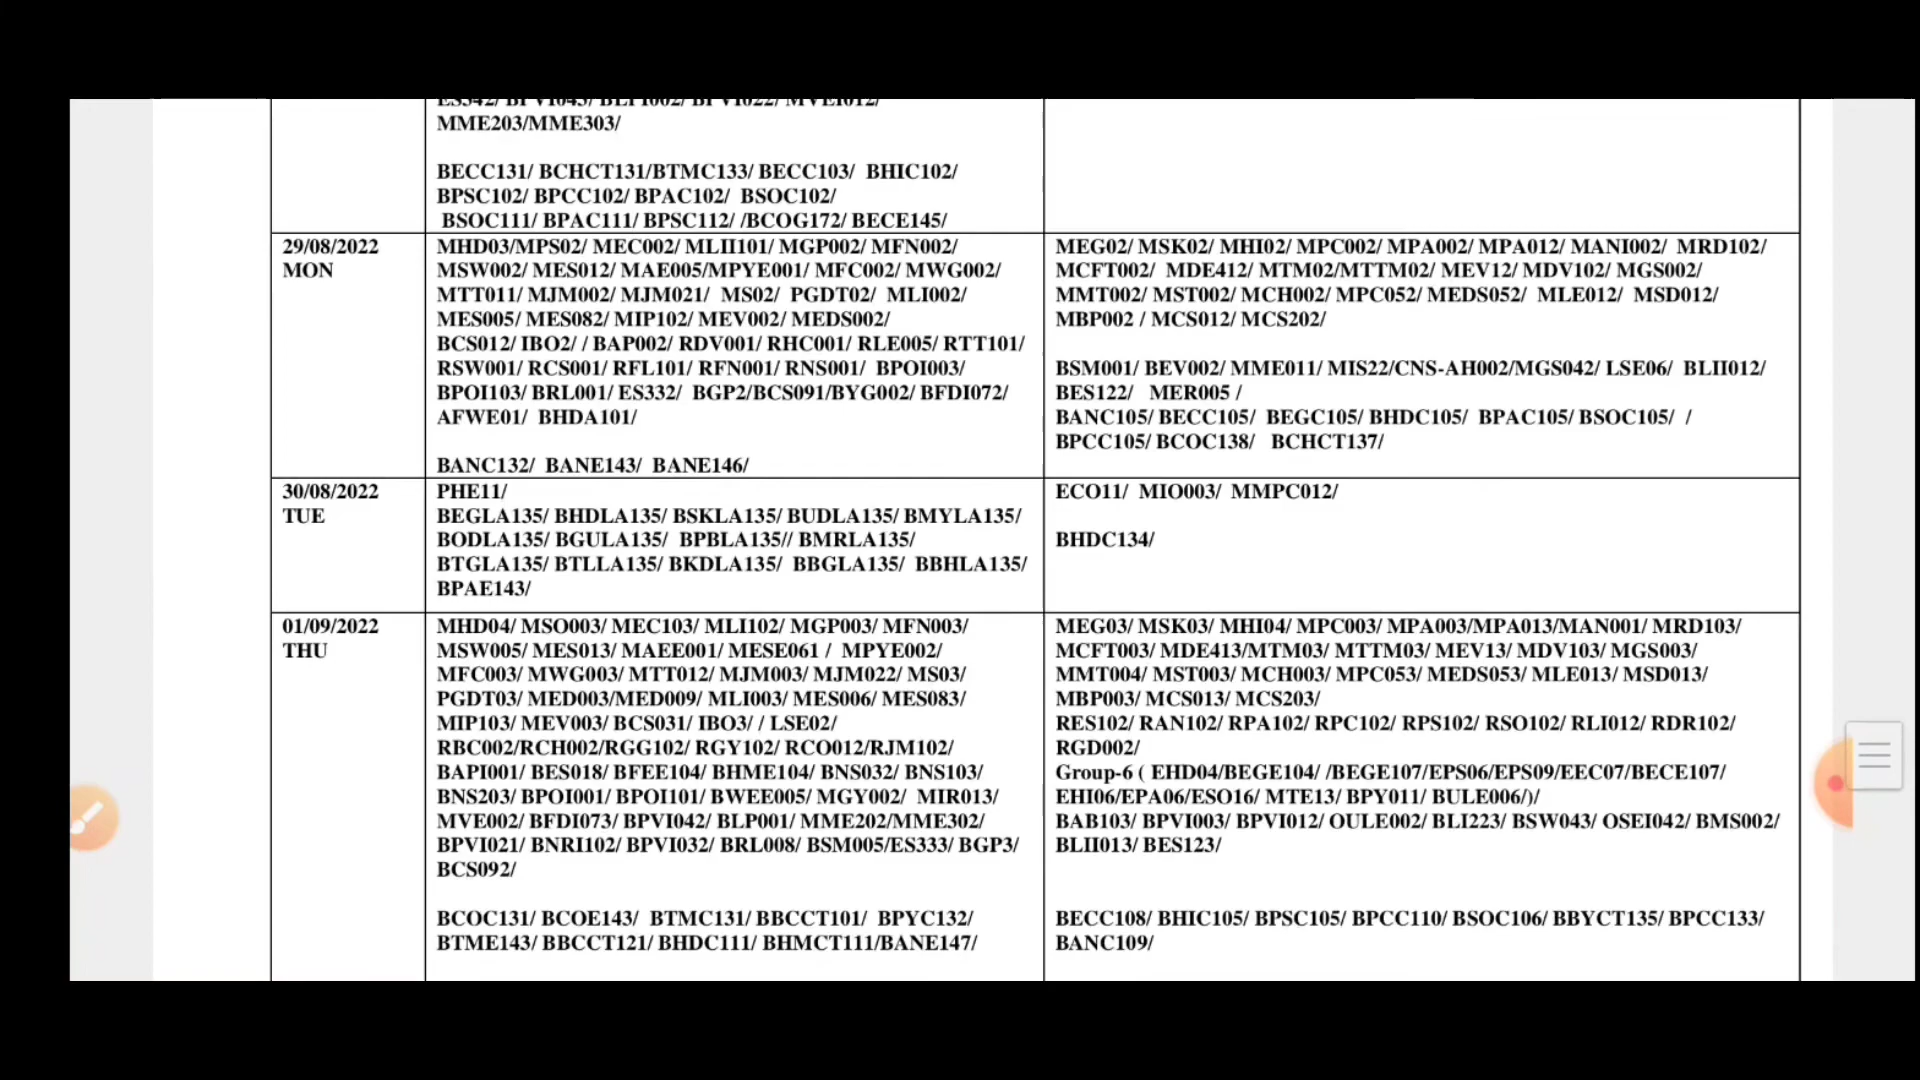 MME203/MME303/
BECC131/ BCHCT131/BTMC133/ BECC103/ BHIC102/
BPSC102/ BPCC102/ BPAC102/ BSOC102/
BSOC111/ BPAC111/ BPSC112/ /BCOG172/ BECE145/
29/08/2022
MON
MHD03/MPS02/ MEC002/ MLII101/ MGP002/ MFN002/
MSW002/ MES012/ MAE005/MPYE001/ MFC002/ MWG002/
MTT011/ MJM002/ MJM021/ MS02/ PGDT02/ MLI002/
MES005/ MES082/ MIP102/ MEV002/ MEDS002/
BCS012/ IBO2/ / BAP002/ RDV001/ RHC001/ RLE005/ RTT101/
RSW001/ RCS001/ RFL101/ RFN001/ RNS001/ BPOI003/
BPOI103/ BRL001/ ES332/ BGP2/BCS091/BYG002/ BFDI072/
AFWE01/ BHDA101/
BANC132/ BANE143/ BANE146/
MEG02/ MSK02/ MHI02/ MPC002/ MPA002/ MPA012/ MANI002/ MRD102/
MCFT002/ MDE412/ MTM02/MTTM02/ MEV12/ MDV102/ MGS002/
MMT002/ MST002/ MCH002/ MPC052/ MEDS052/ MLE012/ MSD012/
MBP002 / MCS012/ MCS202/
BSM001/ BEV002/ MME011/ MIS22/CNS-AH002/MGS042/ LSE06/ BLII012/
BES122/ MER005 /
BANC105/ BECC105/ BEGC105/ BHDC105/ BPAC105/ BSOC105/ /
BPCC105/ BCOC138/ BCHCT137/
30/08/2022
TUE
PHE11/
BEGLA135/ BHDLA135/ BSKLA135/ BUDLA135/ BMYLA135/
BODLA135/ BGULA135/ BPBLA135// BMRLA135/
BTGLA135/ BTLLA135/ BKDLA135/ BBGLA135/ BBHLA135/
BPAE143/
ECO11/ MIO003/ MMPC012/
BHDC134/
01/09/2022
THU
MHD04/ MSO003/ MEC103/ MLI102/ MGP003/ MFN003/
MSW005/ MES013/ MAEE001/ MESE061 / MPYE002/
MFC003/ MWG003/ MTT012/ MJM003/ MJM022/ MS03/
PGDT03/ MED003/MED009/ MLI003/ MES006/ MES083/
MIP103/ MEV003/ BCS031/ IBO3/ / LSE02/
RBC002/RCH002/RGG102/ RGY102/ RCO012/RJM102/
BAPI001/ BES018/ BFEE104/ BHME104/ BNS032/ BNS103/
BNS203/ BPOI001/ BPOI101/ BWEE005/ MGY002/ MIR013/
MVE002/ BFDI073/ BPVI042/ BLP001/ MME202/MME302/
BPVI021/ BNRI102/ BPVI032/ BRL008/ BSM005/ES333/ BGP3/
BCS092/
BCOC131/ BCOE143/ BTMC131/ BBCCT101/ BPYC132/
BTME143/ BBCCT121/ BHDC111/ BHMCT111/BANE147/
MEG03/ MSK03/ MHI04/ MPC003/ MPA003/MPA013/MAN001/ MRD103/
MCFT003/ MDE413/MTM03/ MTTM03/ MEV13/ MDV103/ MGS003/
MMT004/ MST003/ MCH003/ MPC053/ MEDS053/ MLE013/ MSD013/
MBP003/ MCS013/ MCS203/
RES102/ RAN102/ RPA102/ RPC102/ RPS102/ RSO102/ RLI012/ RDR102/
RGD002/
Group-6 ( EHD04/BEGE104/ /BEGE107/EPS06/EPS09/EEC07/BECE107/
EHI06/EPA06/ESO16/ MTE13/ BPY011/ BULE006/)/
BAB103/ BPVI003/ BPVI012/ OULE002/ BLI223/ BSW043/ OSEI042/ BMS002/
BLII013/ BES123/
BECC108/ BHIC105/ BPSC105/ BPCC110/ BSOC106/ BBYCT135/ BPCC133/
BANC109/